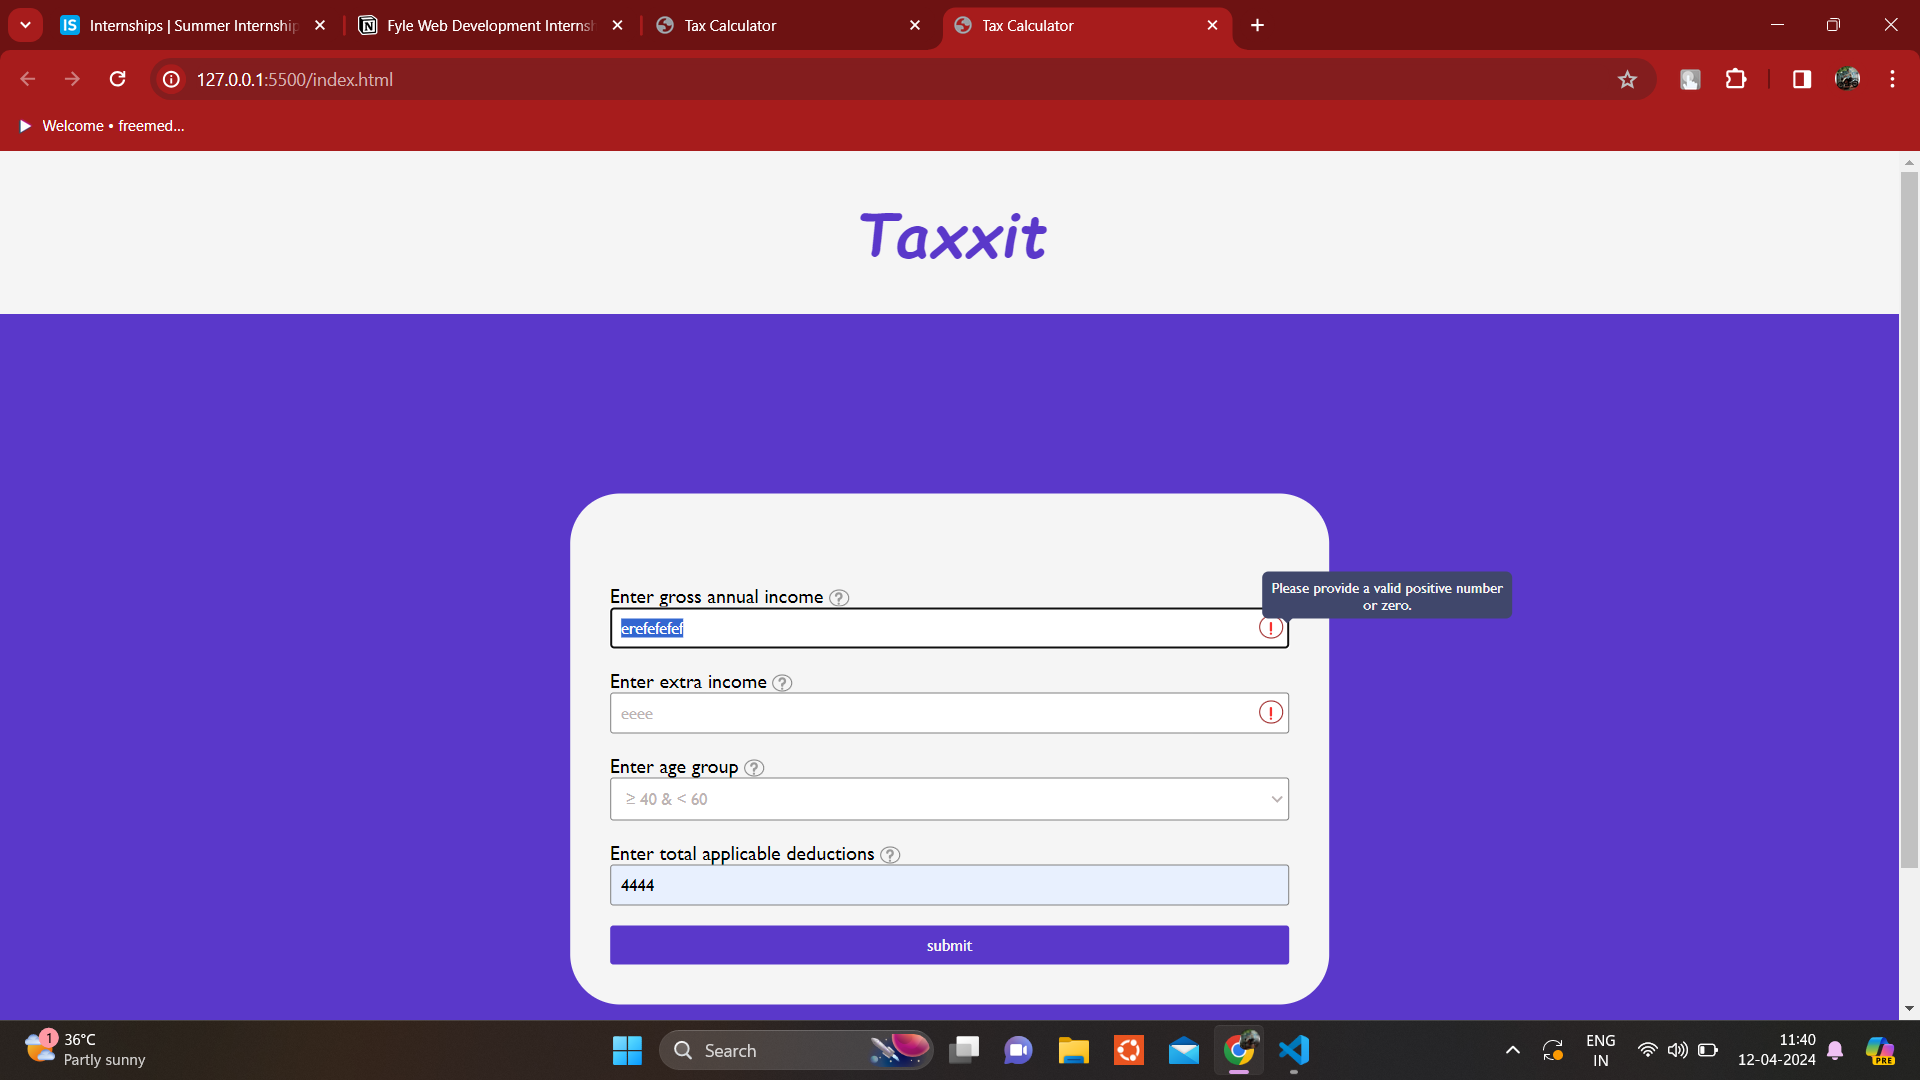 Internships | Summer Internship
Fyle Web Development Internsh
Tax Calculator
Tax Calculator
127.0.0.1:5500/index.html
Welcome • freemed...
Taxxit
Please provide a valid positive number
or zero.
Enter gross annual income ?
erefefefef
!
Enter extra income ?
eeee
!
Enter age group ?
≥ 40 & < 60
Enter total applicable deductions ?
4444
submit
1
36°C
Partly sunny
Search
ENG
IN
11:40
12-04-2024
PRE